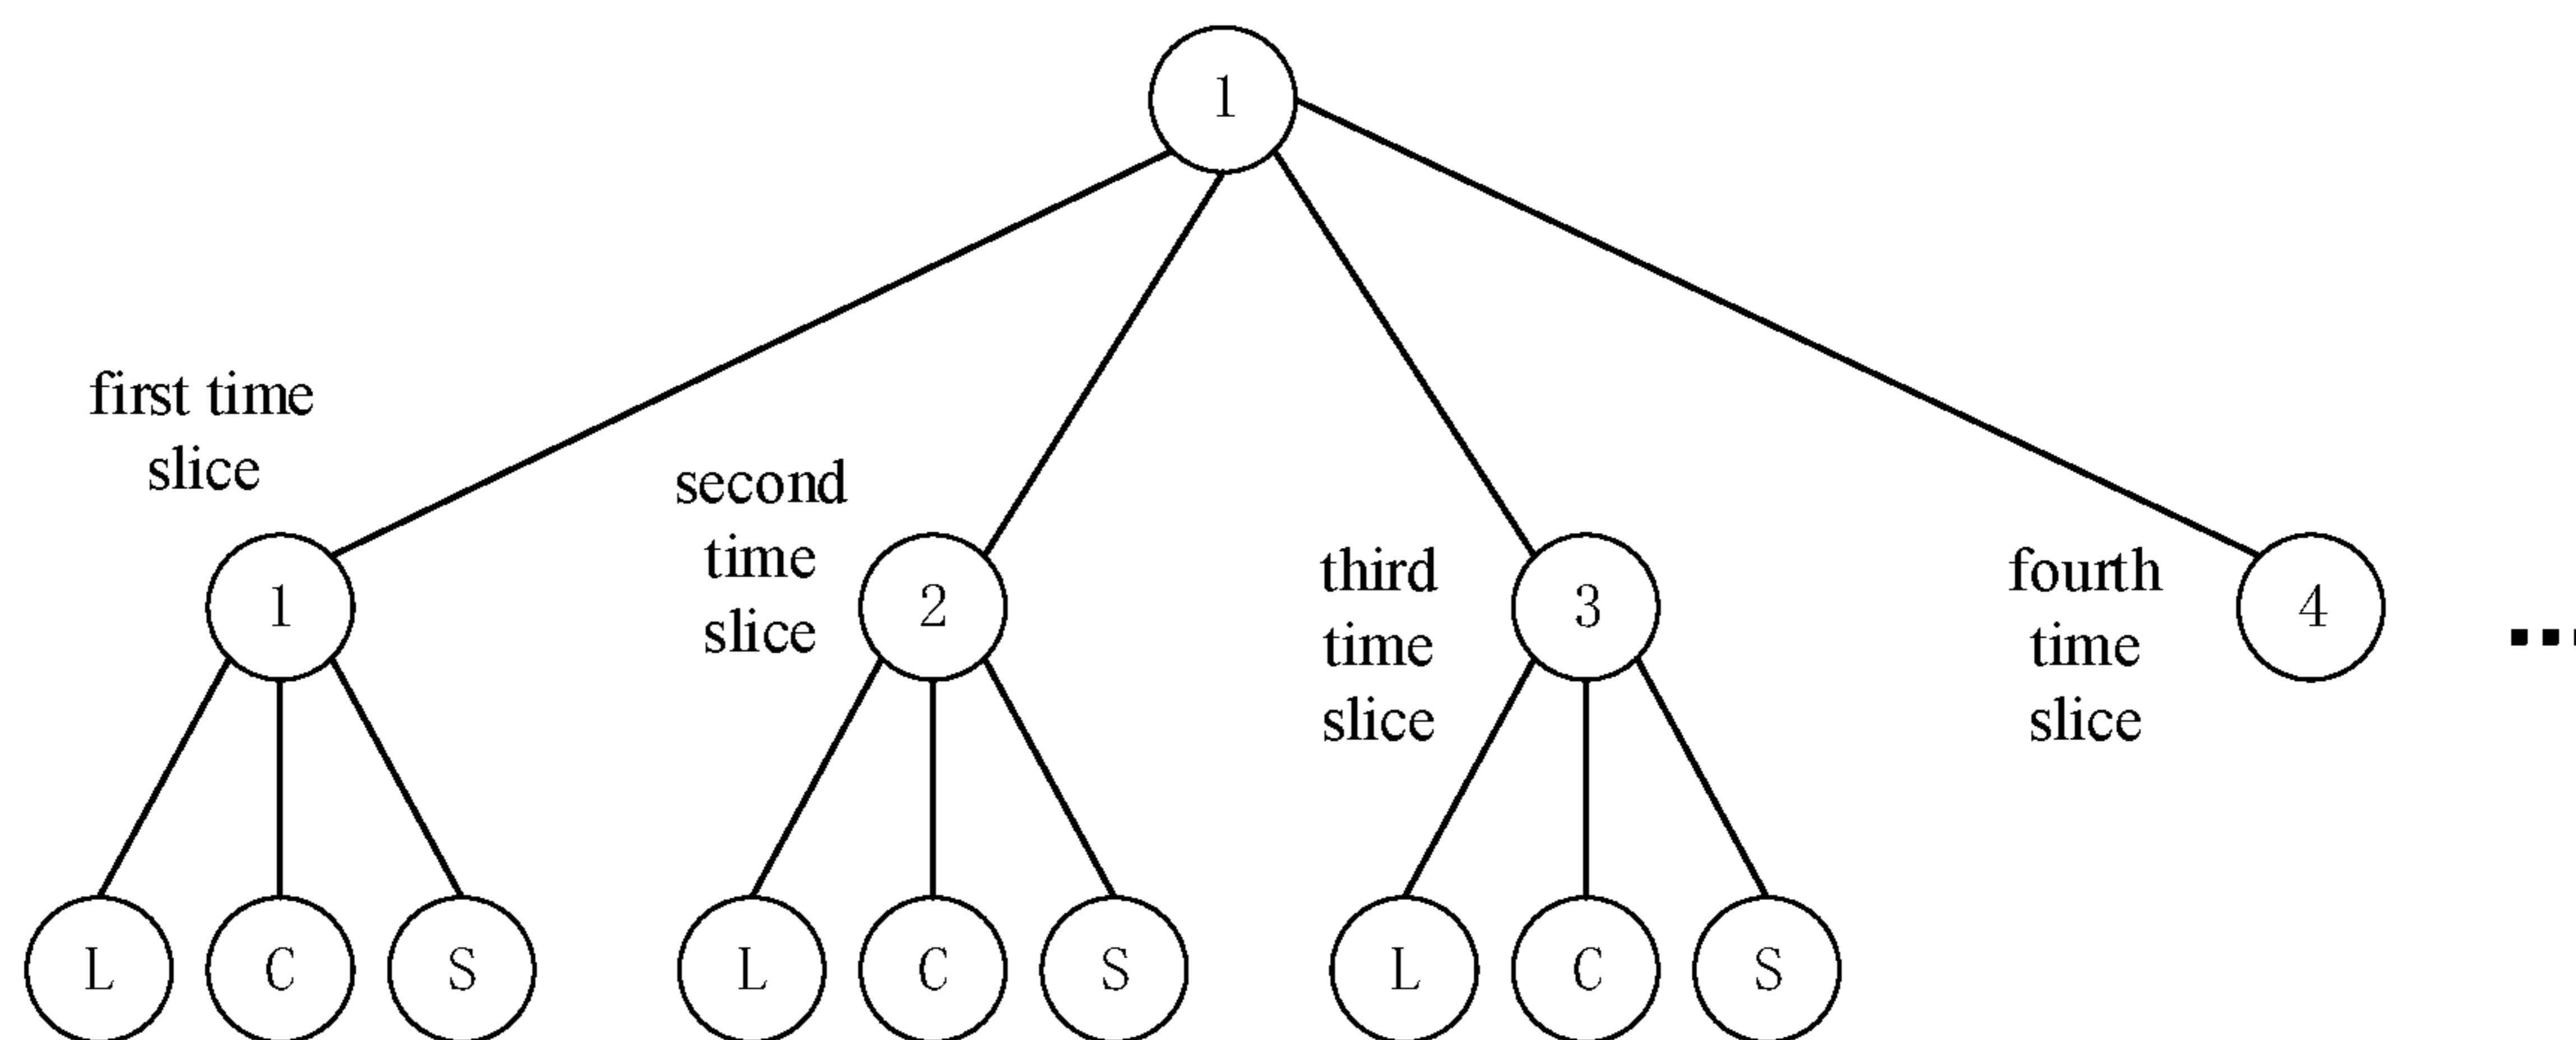 1
first time
slice
second
time
slice
third
time
slice
fourth
time
slice
1
2
3
4
...
L
C
S
L
C
S
L
C
S